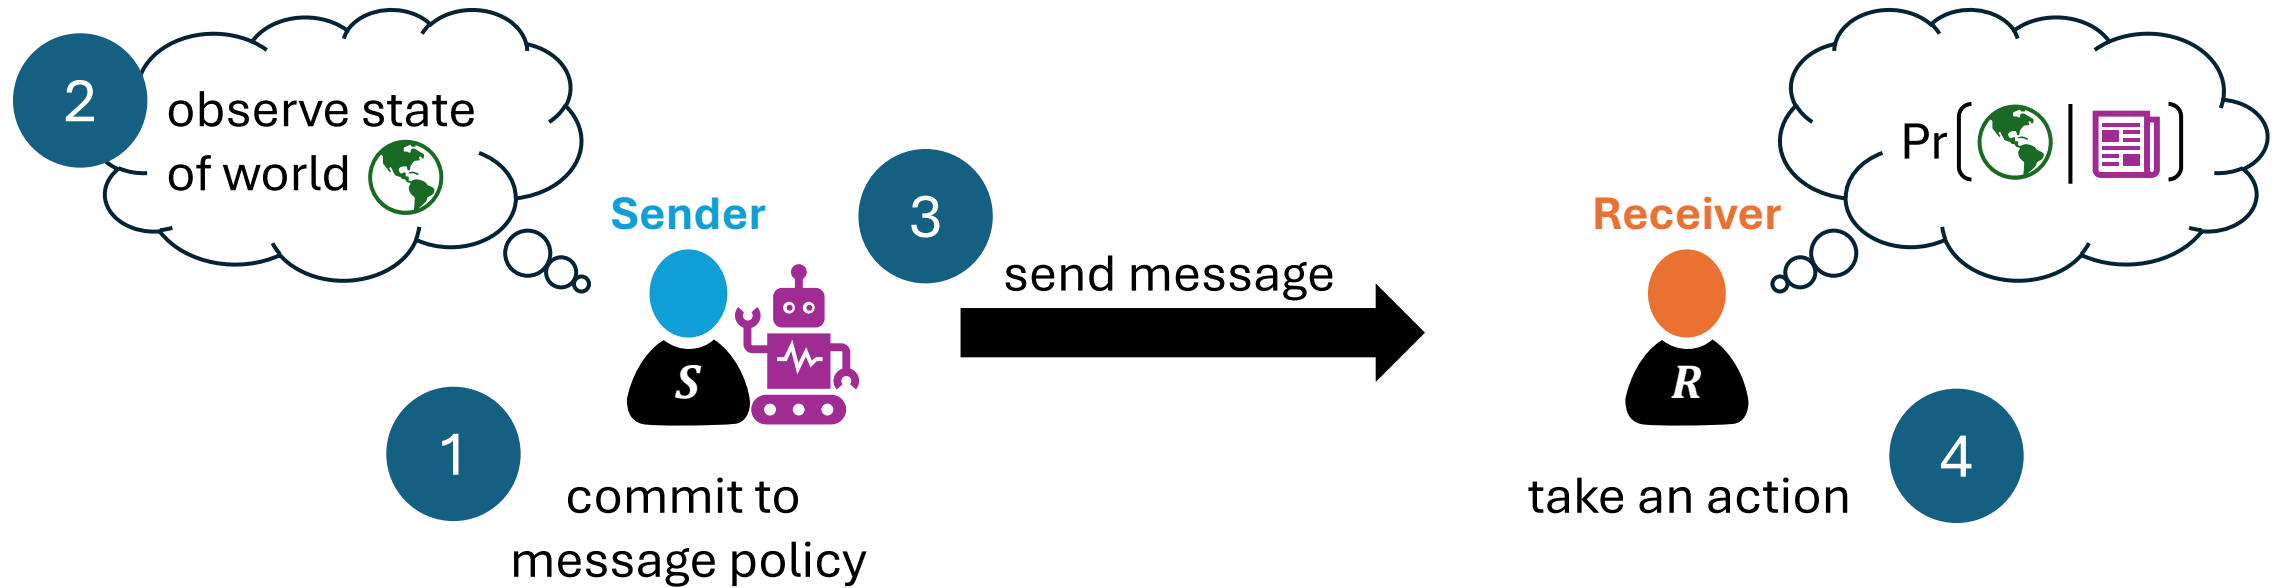 2
observe state
of world
Sender
S
1
commit to
message policy
3
send message
Receiver
R
Pr[ | ]
take an action
4